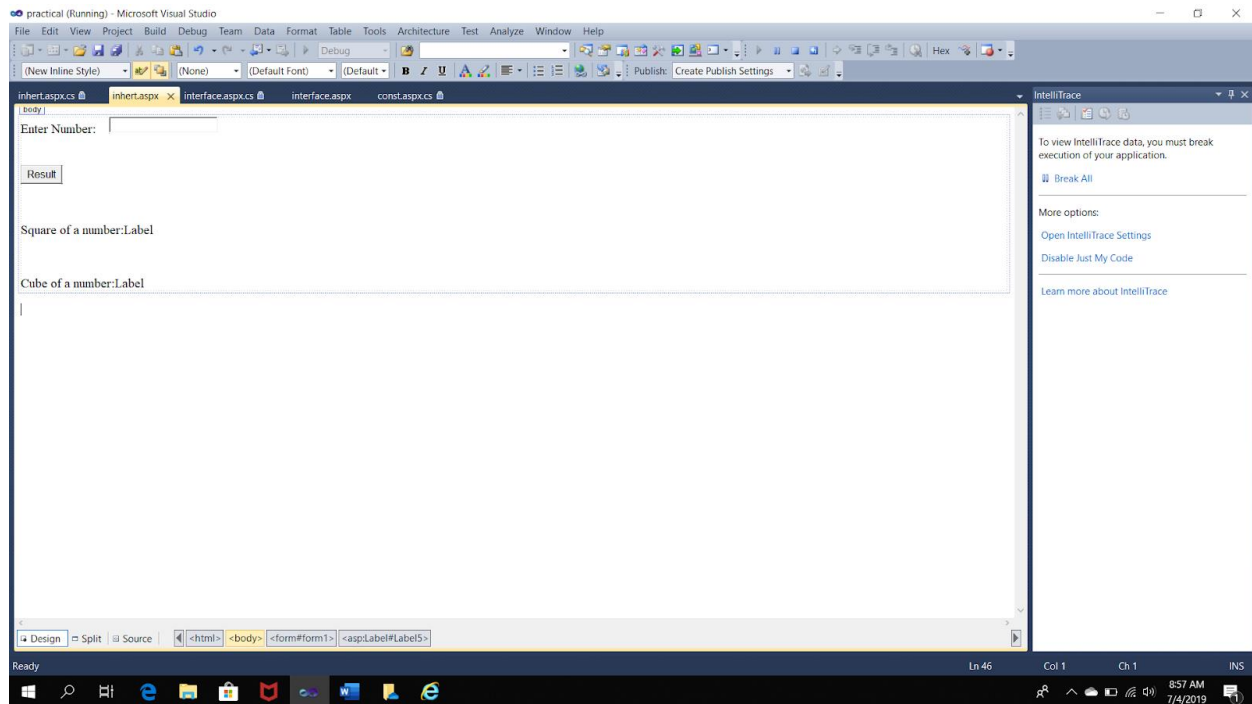 practical (Running) - Microsoft Visual Studio
File Edit View Project Build Debug Team Data Format Table Tools Architecture Test Analyze Window Help
Debug Hex
(New Inline Style) (None) (Default Font) (Default B I U A Publish: Create Publish Settings
inhert.aspx.cs inhert.aspx interface.aspx.cs interface.aspx const.aspx.cs
body
Enter Number:
Result
Square of a number:Label
Cube of a number:Label
IntelliTrace
To view IntelliTrace data, you must break
execution of your application.
Break All
More options:
Open IntelliTrace Settings
Disable Just My Code
Learn more about IntelliTrace
Design Split Source <html> <body> <form#form1> <asp:Label#Label5>
Ready Ln 46 Col 1 Ch 1 INS
8:57 AM
7/4/2019